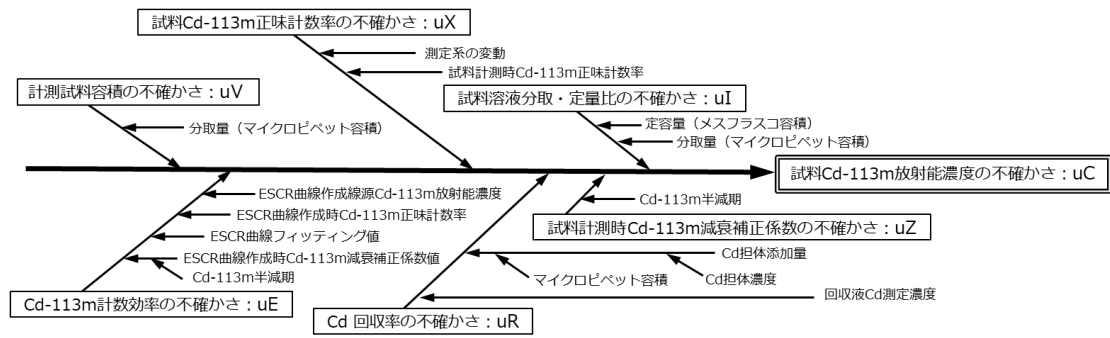 試料Cd-113m正味計数率の不確かさ：uX
測定系の変動
試料計測時Cd-113m正味計数率
計測試料容積の不確かさ：uV
分取量（マイクロピペット容積）
試料溶液分取・定量比の不確かさ：uI
定容量（メスフラスコ容積）
分取量（マイクロピペット容積）
試料Cd-113m放射能濃度の不確かさ：uC
ESCR曲線作成線源Cd-113m放射能濃度
ESCR曲線作成時Cd-113m正味計数率
ESCR曲線フィッティング値
ESCR曲線作成時Cd-113m減衰補正係数値
Cd-113m半減期
Cd-113m計数効率の不確かさ：uE
Cd-113m半減期
試料計測時Cd-113m減衰補正係数の不確かさ：uZ
Cd担体添加量
マイクロピペット容積
Cd担体濃度
回収液Cd測定濃度
Cd 回収率の不確かさ：uR